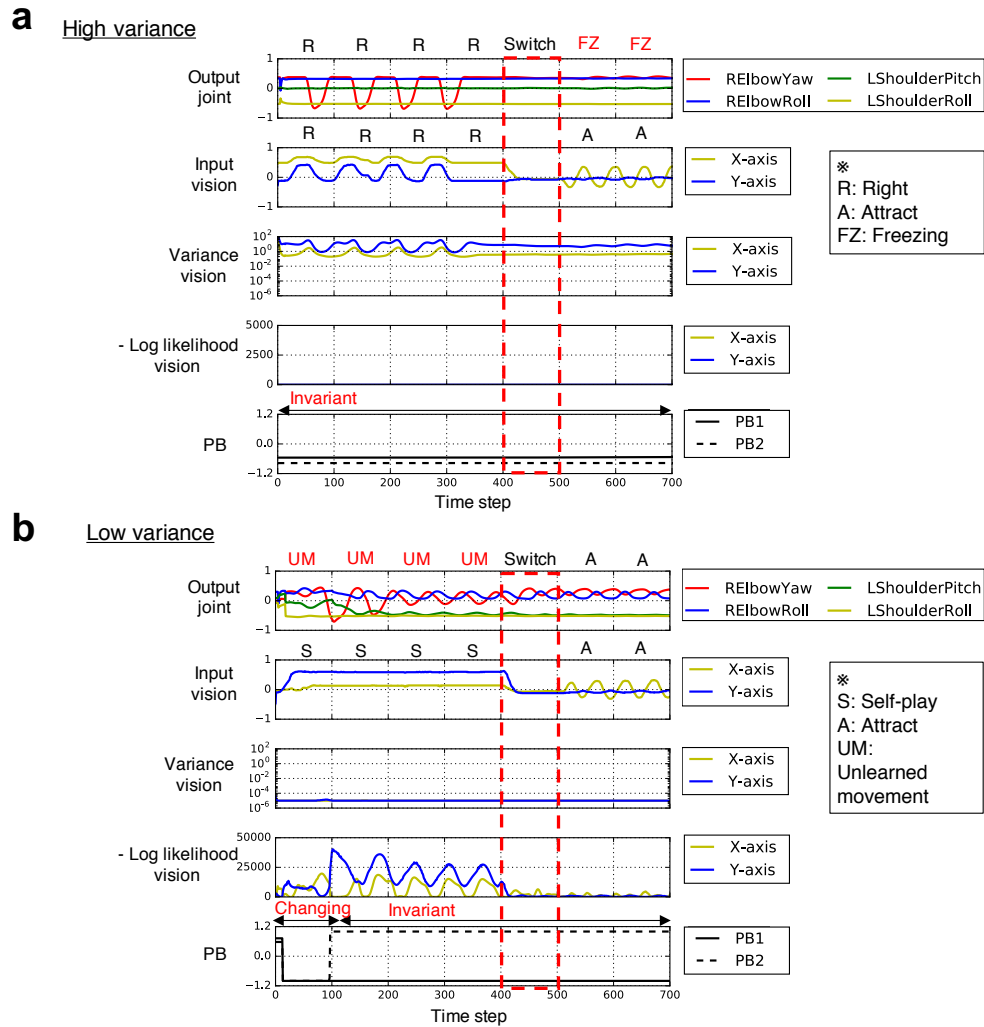 a
High variance
R R R R Switch FZ FZ
Output joint
1
0
−1
REIbowYaw
REIbowRoll
LShoulderPitch
LShoulderRoll
R R R R A A
Input vision
1
0
−1
X-axis
Y-axis
※
R: Right
A: Attract
FZ: Freezing
Variance vision
10^2
10^0
10^−2
10^−4
10^−6
X-axis
Y-axis
- Log likelihood vision
5000
2500
0
X-axis
Y-axis
Invariant
PB
1.2
0.0
−1.2
PB1
PB2
0 100 200 300 400 500 600 700
Time step
b
Low variance
UM UM UM UM Switch A A
Output joint
1
0
−1
REIbowYaw
REIbowRoll
LShoulderPitch
LShoulderRoll
S S S S A A
Input vision
1
0
−1
X-axis
Y-axis
※
S: Self-play
A: Attract
UM:
Unlearned
movement
Variance vision
10^2
10^0
10^−2
10^−4
10^−6
X-axis
Y-axis
- Log likelihood vision
50000
25000
0
X-axis
Y-axis
Changing Invariant
PB
1.2
0.0
−1.2
PB1
PB2
0 100 200 300 400 500 600 700
Time step